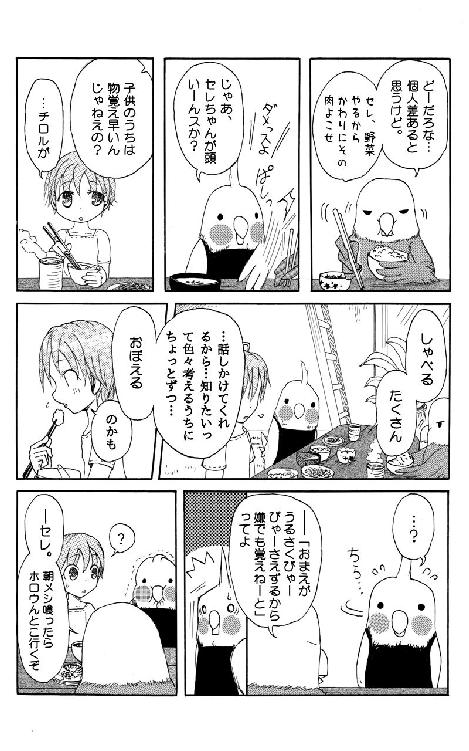 どーだろな…
個人差あると
思うけど。
セレ、野菜
やるから
かわりにその
肉よこせ
ダメっスよ
ぱしっ
じゃあ、
セレちゃんが頭
いーんスか?
子供のうちは
物覚え早いん
じゃねえの?
…チロルが
しゃべる
たくさん
…話しかけてくれ
るから…知りたいっ
て色々考えるうちに
ちょっとずつ…
おぼえる
のかも
…?
ちら…
――「おまえが
うるさくぴゃー
ぴゃーさえずるから
嫌でも覚えねーと」
ってよ
?
―セレ。
朝メシ喰ったら
ホロウんとこ行くぞ